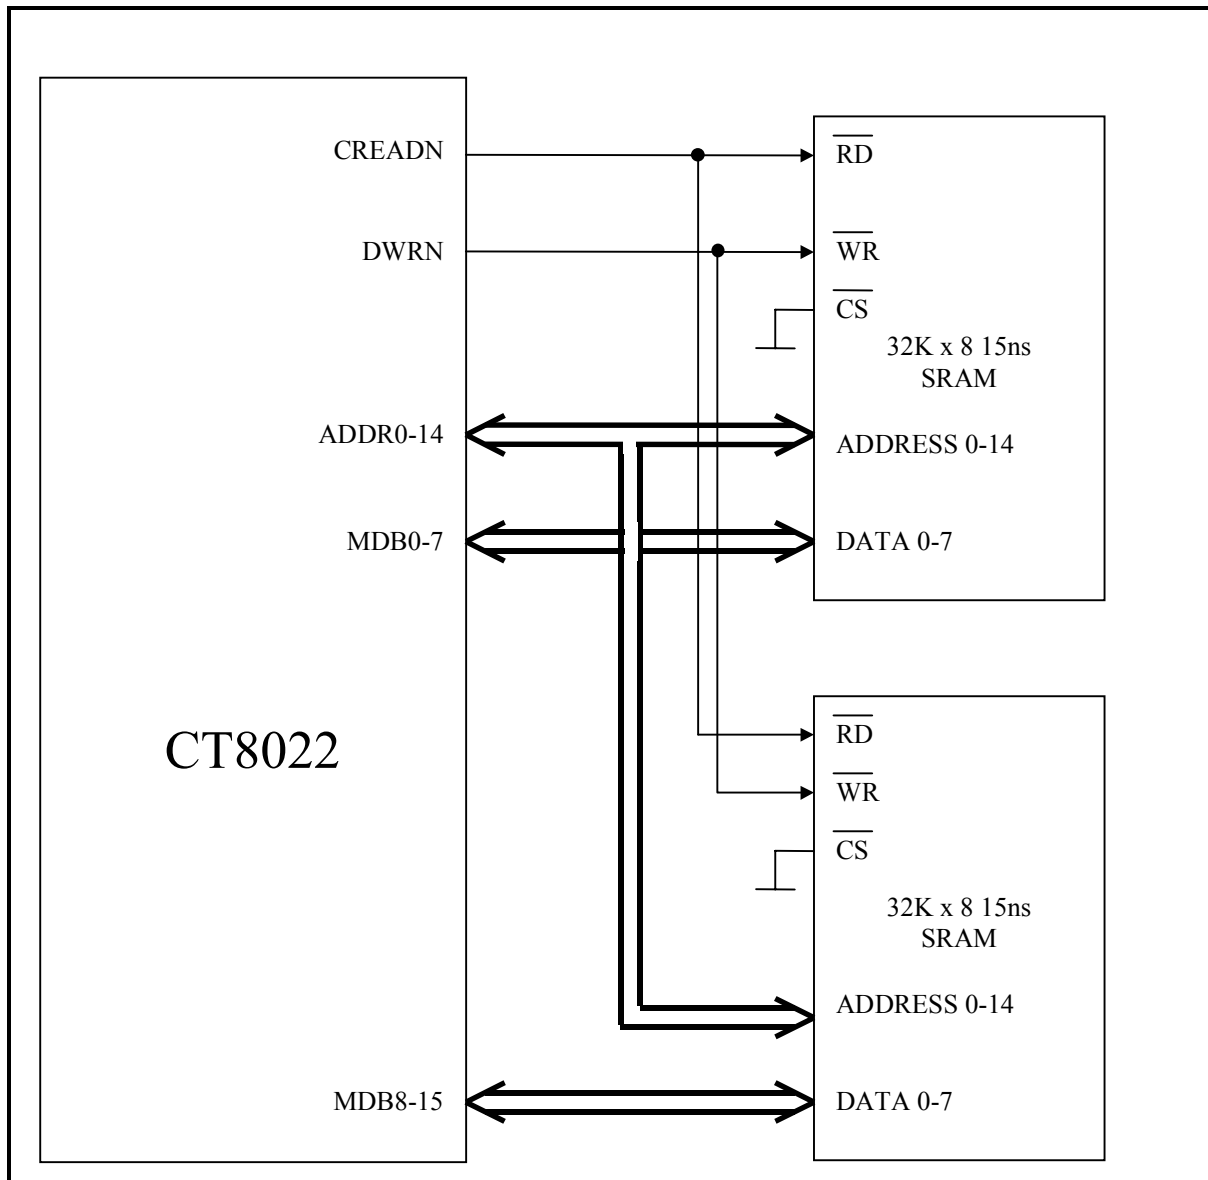 CREADN
DWRN
ADDR0-14
MDB0-7
CT8022
MDB8-15
RD
WR
CS
32K x 8 15ns
SRAM
ADDRESS 0-14
DATA 0-7
RD
WR
CS
32K x 8 15ns
SRAM
ADDRESS 0-14
DATA 0-7